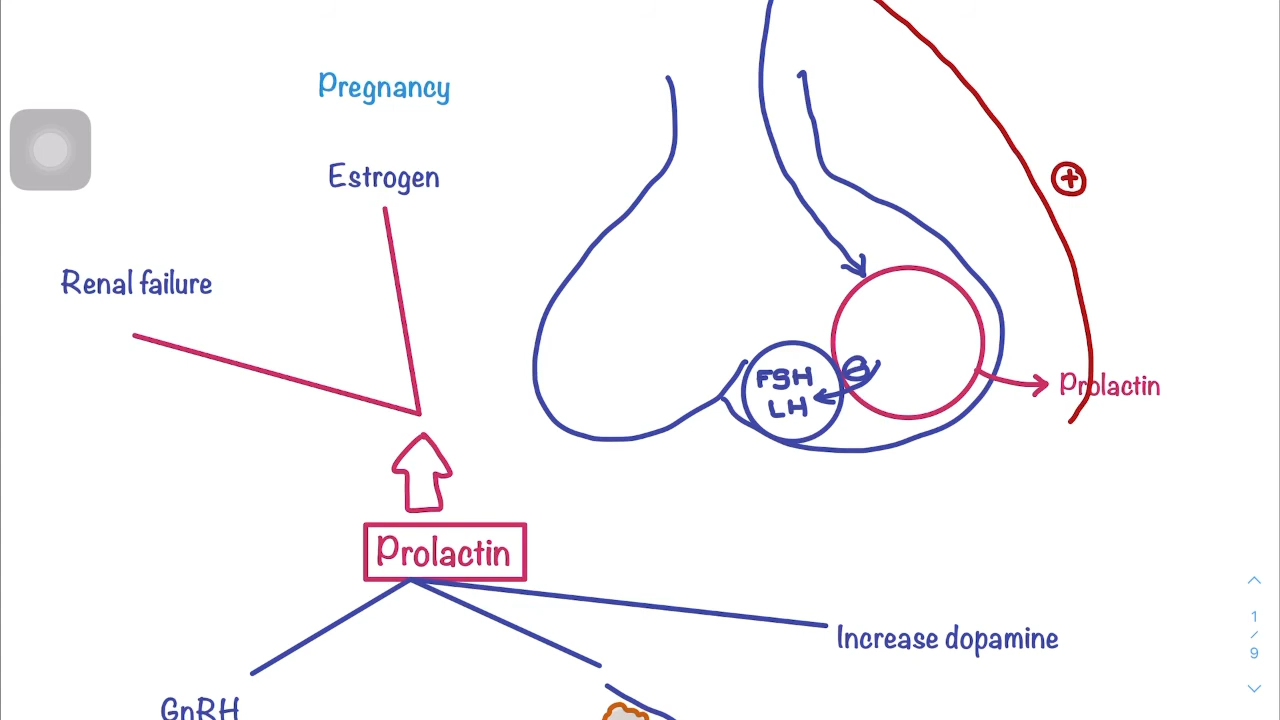 Pregnancy
Estrogen
Renal failure
FSH
LH
Prolactin
Prolactin
Increase dopamine
GnRH
1
/
9